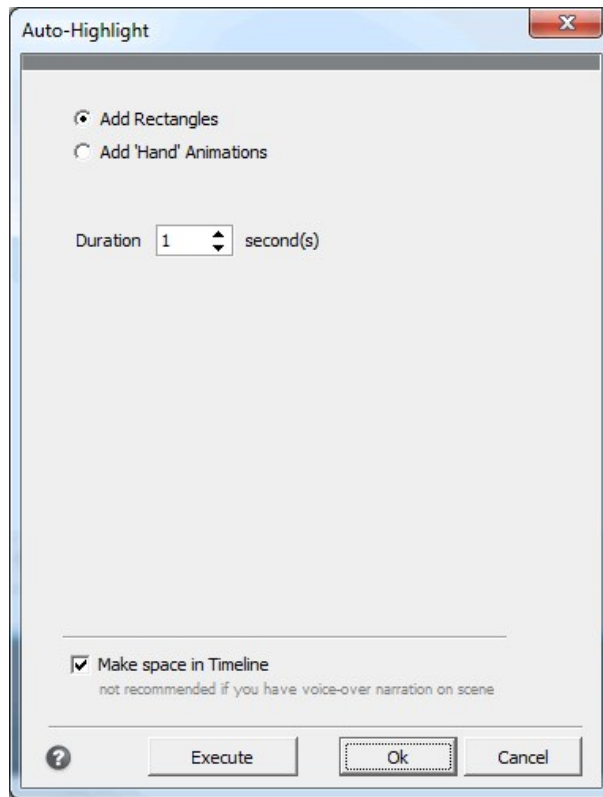 Auto-Highlight
Add Rectangles
Add 'Hand' Animations
Duration 1 second(s)
Make space in Timeline
not recommended if you have voice-over narration on scene
? Execute Ok Cancel